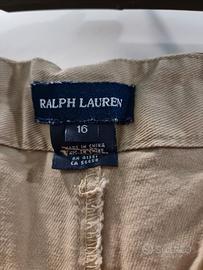 RALPH LAUREN
16
MADE IN CHINA
RN 41381
CA 56658